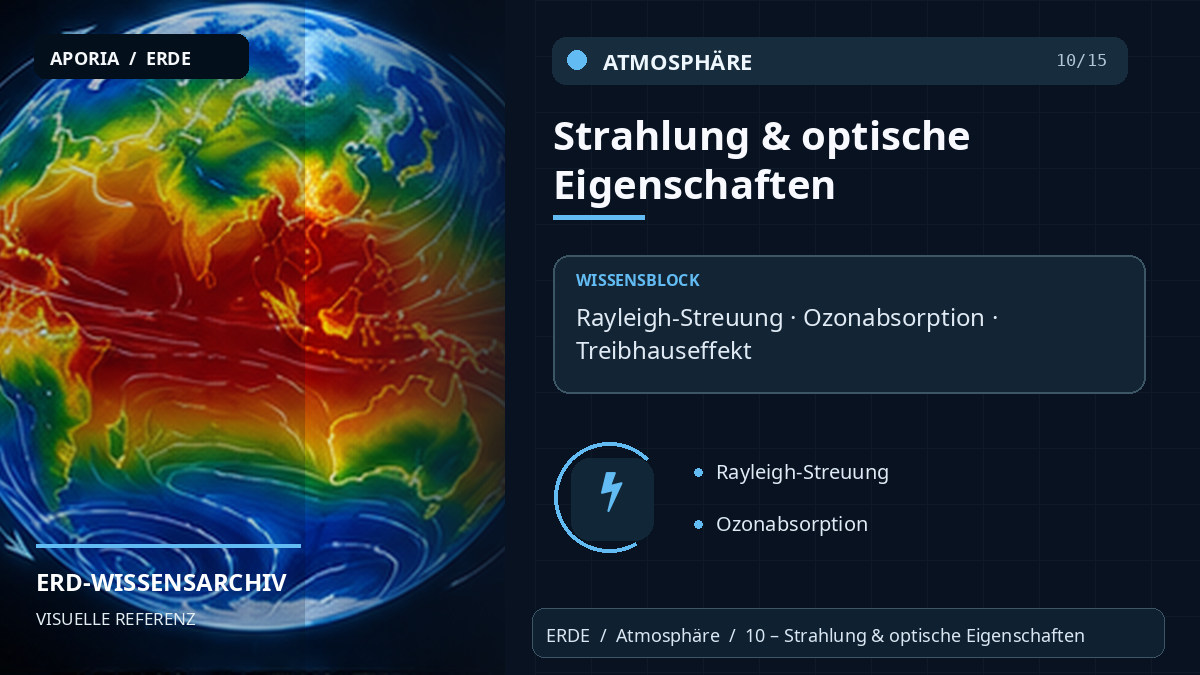 APORIA / ERDE
ERD-WISSENSARCHIV
VISUELLE REFERENZ
ATMOSPHÄRE 10/15
Strahlung & optische
Eigenschaften
WISSENSBLOCK
Rayleigh-Streuung · Ozonabsorption ·
Treibhauseffekt
Rayleigh-Streuung
Ozonabsorption
ERDE / Atmosphäre / 10 – Strahlung & optische Eigenschaften